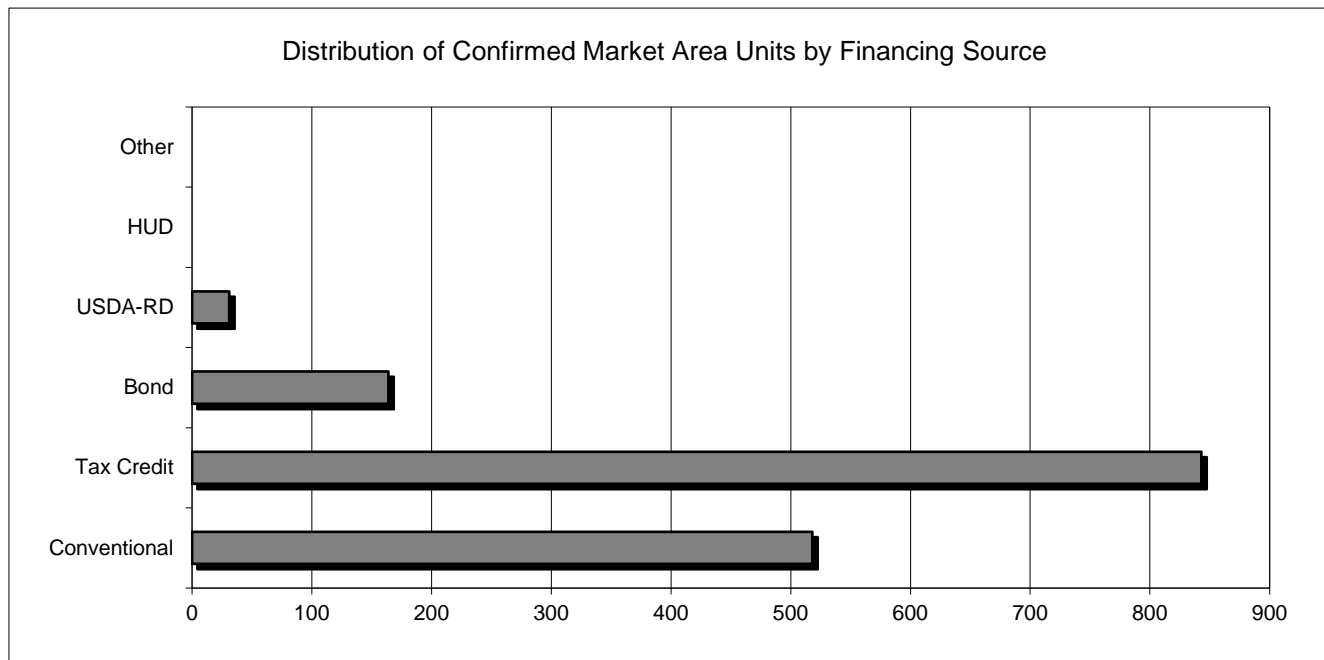 Distribution of Confirmed Market Area Units by Financing Source
Other
HUD
USDA-RD
Bond
Tax Credit
Conventional
0 100 200 300 400 500 600 700 800 900